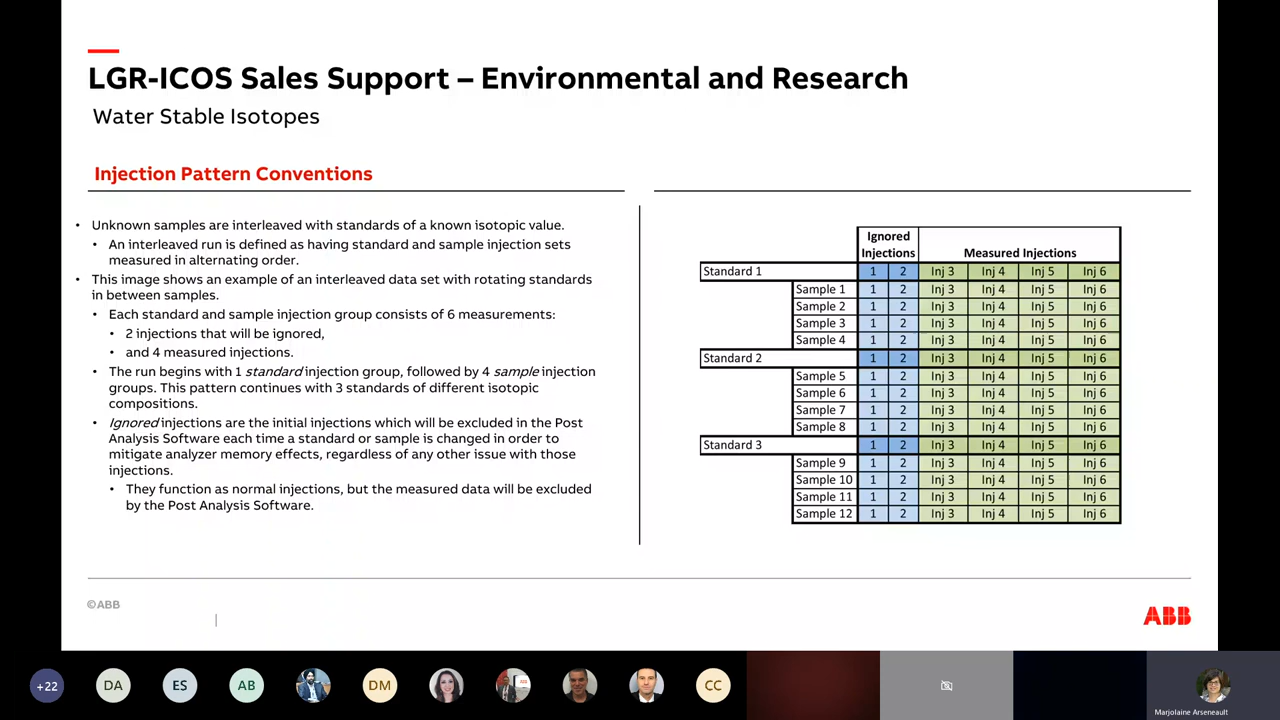 LGR-ICOS Sales Support – Environmental and Research
Water Stable Isotopes
Injection Pattern Conventions
• Unknown samples are interleaved with standards of a known isotopic value.
• An interleaved run is defined as having standard and sample injection sets
measured in alternating order.
• This image shows an example of an interleaved data set with rotating standards
in between samples.
• Each standard and sample injection group consists of 6 measurements:
• 2 injections that will be ignored,
• and 4 measured injections.
• The run begins with 1 standard injection group, followed by 4 sample injection
groups. This pattern continues with 3 standards of different isotopic
compositions.
• Ignored injections are the initial injections which will be excluded in the Post
Analysis Software each time a standard or sample is changed in order to
mitigate analyzer memory effects, regardless of any other issue with those
injections.
• They function as normal injections, but the measured data will be excluded
by the Post Analysis Software.
Ignored
Injections Measured Injections
Standard 1 1 2 Inj 3 Inj 4 Inj 5 Inj 6
Sample 1 1 2 Inj 3 Inj 4 Inj 5 Inj 6
Sample 2 1 2 Inj 3 Inj 4 Inj 5 Inj 6
Sample 3 1 2 Inj 3 Inj 4 Inj 5 Inj 6
Sample 4 1 2 Inj 3 Inj 4 Inj 5 Inj 6
Standard 2 1 2 Inj 3 Inj 4 Inj 5 Inj 6
Sample 5 1 2 Inj 3 Inj 4 Inj 5 Inj 6
Sample 6 1 2 Inj 3 Inj 4 Inj 5 Inj 6
Sample 7 1 2 Inj 3 Inj 4 Inj 5 Inj 6
Sample 8 1 2 Inj 3 Inj 4 Inj 5 Inj 6
Standard 3 1 2 Inj 3 Inj 4 Inj 5 Inj 6
Sample 9 1 2 Inj 3 Inj 4 Inj 5 Inj 6
Sample 10 1 2 Inj 3 Inj 4 Inj 5 Inj 6
Sample 11 1 2 Inj 3 Inj 4 Inj 5 Inj 6
Sample 12 1 2 Inj 3 Inj 4 Inj 5 Inj 6
©ABB
ABB
+22 DA ES AB DM CC
Marjolaine Arseneault